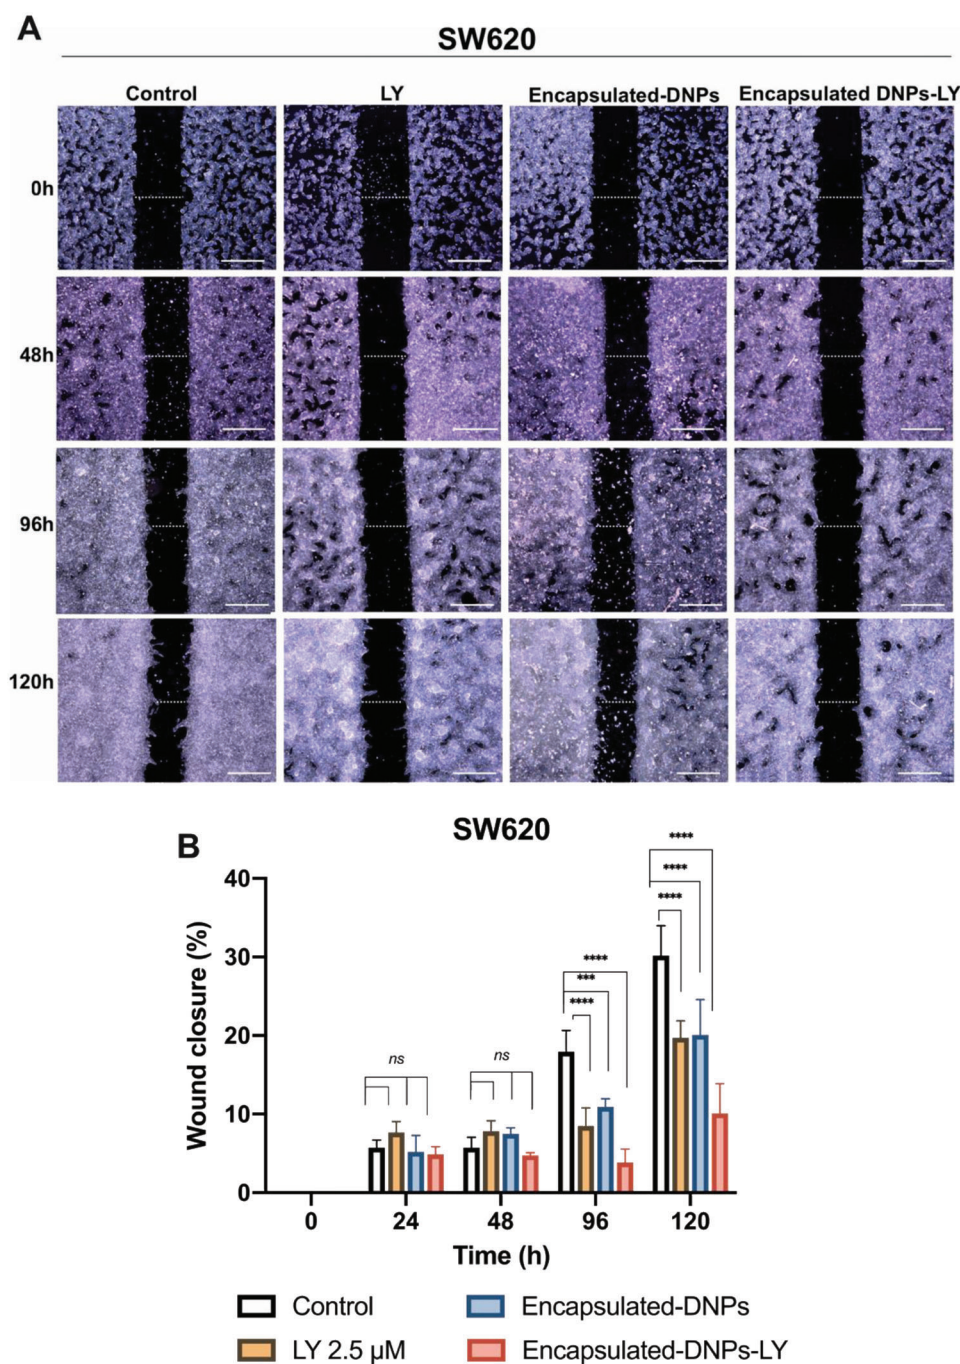 A
SW620
Control LY Encapsulated-DNPs Encapsulated DNPs-LY
0h
48h
96h
120h
B
SW620
Wound closure (%)
40
30
20
10
0
ns
ns
****
***
****
****
****
****
0 24 48 96 120
Time (h)
Control Encapsulated-DNPs
LY 2.5 μM Encapsulated-DNPs-LY